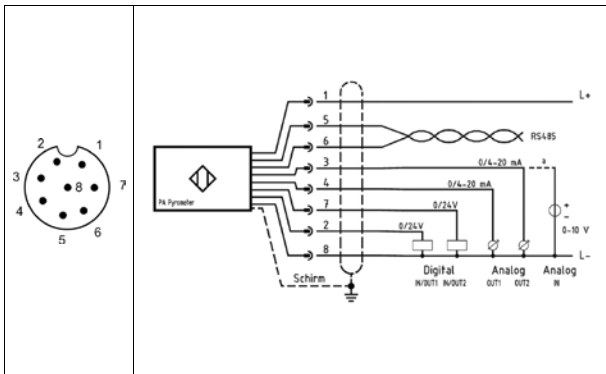 2
1
3
8
7
4
6
5
PA Pyrometer
1
L+
5
RS485
6
3
0/4-20 mA
a
4
0/4-20 mA
7
0/24V
+
-
2
0/24V
0-10 V
8
L-
Schirm
Digital
Analog
Analog
IN/OUT1
IN/OUT2
OUT1
OUT2
IN